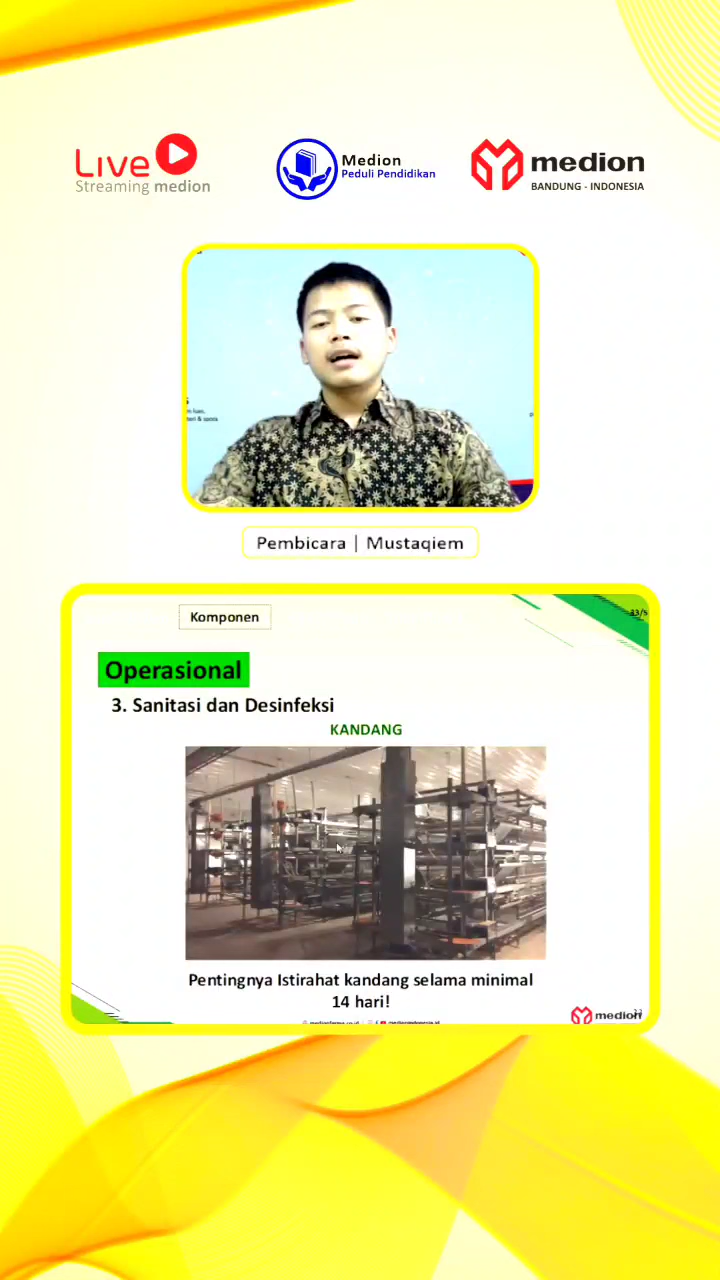 Live
Streaming medion
Medion
Peduli Pendidikan
medion
BANDUNG - INDONESIA
Pembicara | Mustaqiem
Komponen
Operasional
3. Sanitasi dan Desinfeksi
KANDANG
Pentingnya Istirahat kandang selama minimal
14 hari!
medion